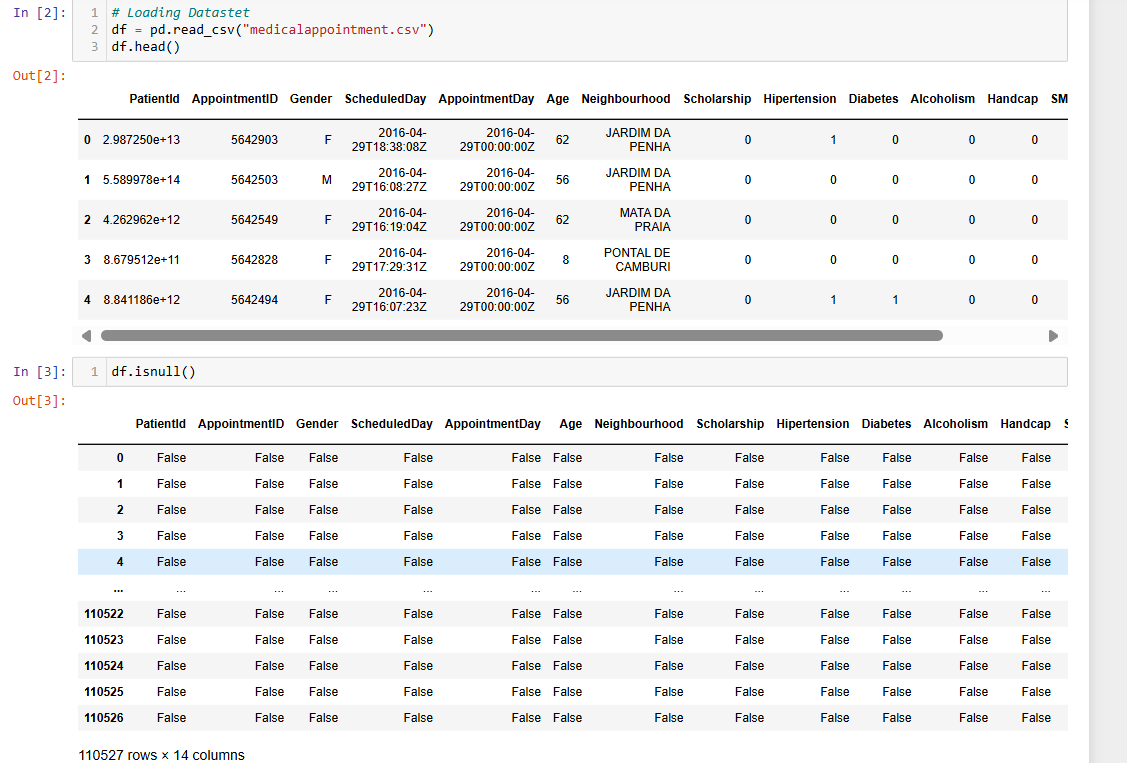 In [2]:
1 # Loading Datastet
2 df = pd.read_csv("medicalappointment.csv")
3 df.head()
Out[2]:
PatientId AppointmentID Gender ScheduledDay AppointmentDay Age Neighbourhood Scholarship Hipertension Diabetes Alcoholism Handcap SM
0 2.987250e+13 5642903 F 2016-04-29T18:38:08Z 2016-04-29T00:00:00Z 62 JARDIM DA PENHA 0 1 0 0 0
1 5.589978e+14 5642503 M 2016-04-29T16:08:27Z 2016-04-29T00:00:00Z 56 JARDIM DA PENHA 0 0 0 0 0
2 4.262962e+12 5642549 F 2016-04-29T16:19:04Z 2016-04-29T00:00:00Z 62 MATA DA PRAIA 0 0 0 0 0
3 8.679512e+11 5642828 F 2016-04-29T17:29:31Z 2016-04-29T00:00:00Z 8 PONTAL DE CAMBURI 0 0 0 0 0
4 8.841186e+12 5642494 F 2016-04-29T16:07:23Z 2016-04-29T00:00:00Z 56 JARDIM DA PENHA 0 1 1 0 0
In [3]:
1 df.isnull()
Out[3]:
PatientId AppointmentID Gender ScheduledDay AppointmentDay Age Neighbourhood Scholarship Hipertension Diabetes Alcoholism Handcap S
0 False False False False False False False False False False False False
1 False False False False False False False False False False False False
2 False False False False False False False False False False False False
3 False False False False False False False False False False False False
4 False False False False False False False False False False False False
... ... ... ... ... ... ... ... ... ... ... ... ...
110522 False False False False False False False False False False False False
110523 False False False False False False False False False False False False
110524 False False False False False False False False False False False False
110525 False False False False False False False False False False False False
110526 False False False False False False False False False False False False
110527 rows × 14 columns